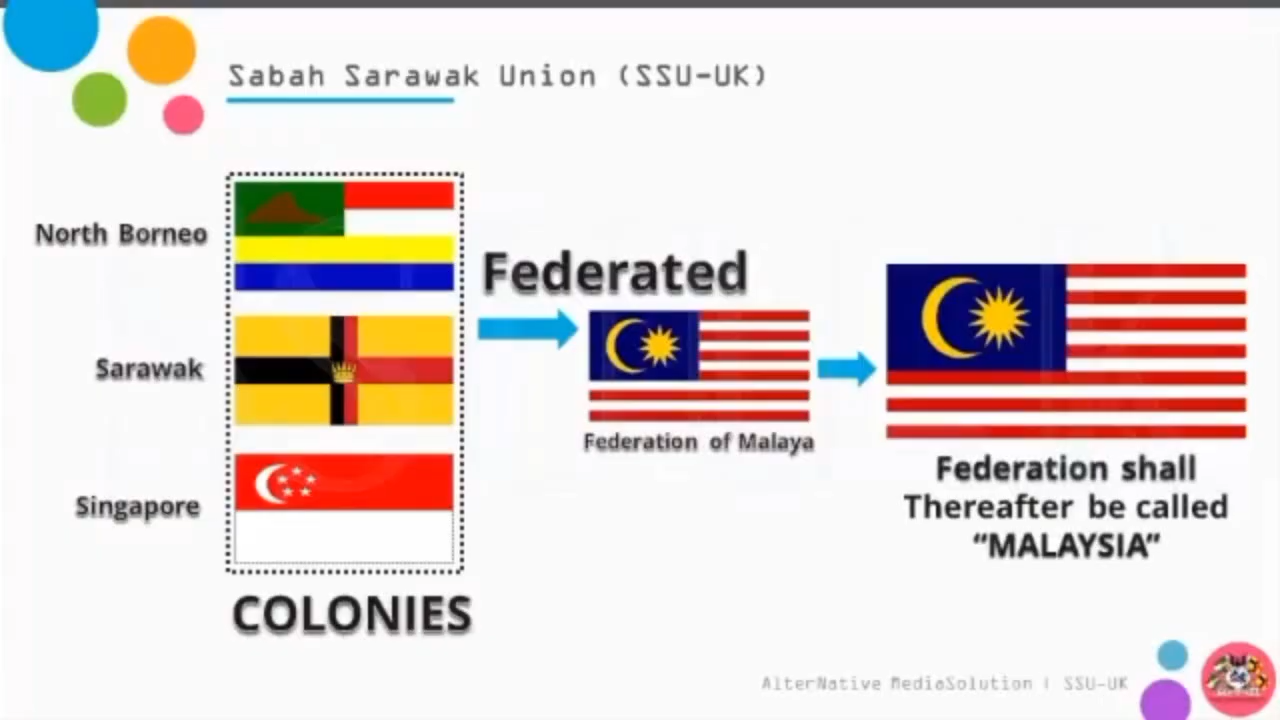 Sabah Sarawak Union (SSU-UK)
North Borneo
Sarawak
Singapore
COLONIES
Federated
Federation of Malaya
Federation shall
Thereafter be called
“MALAYSIA”
AlterNative MediaSolution | SSU-UK